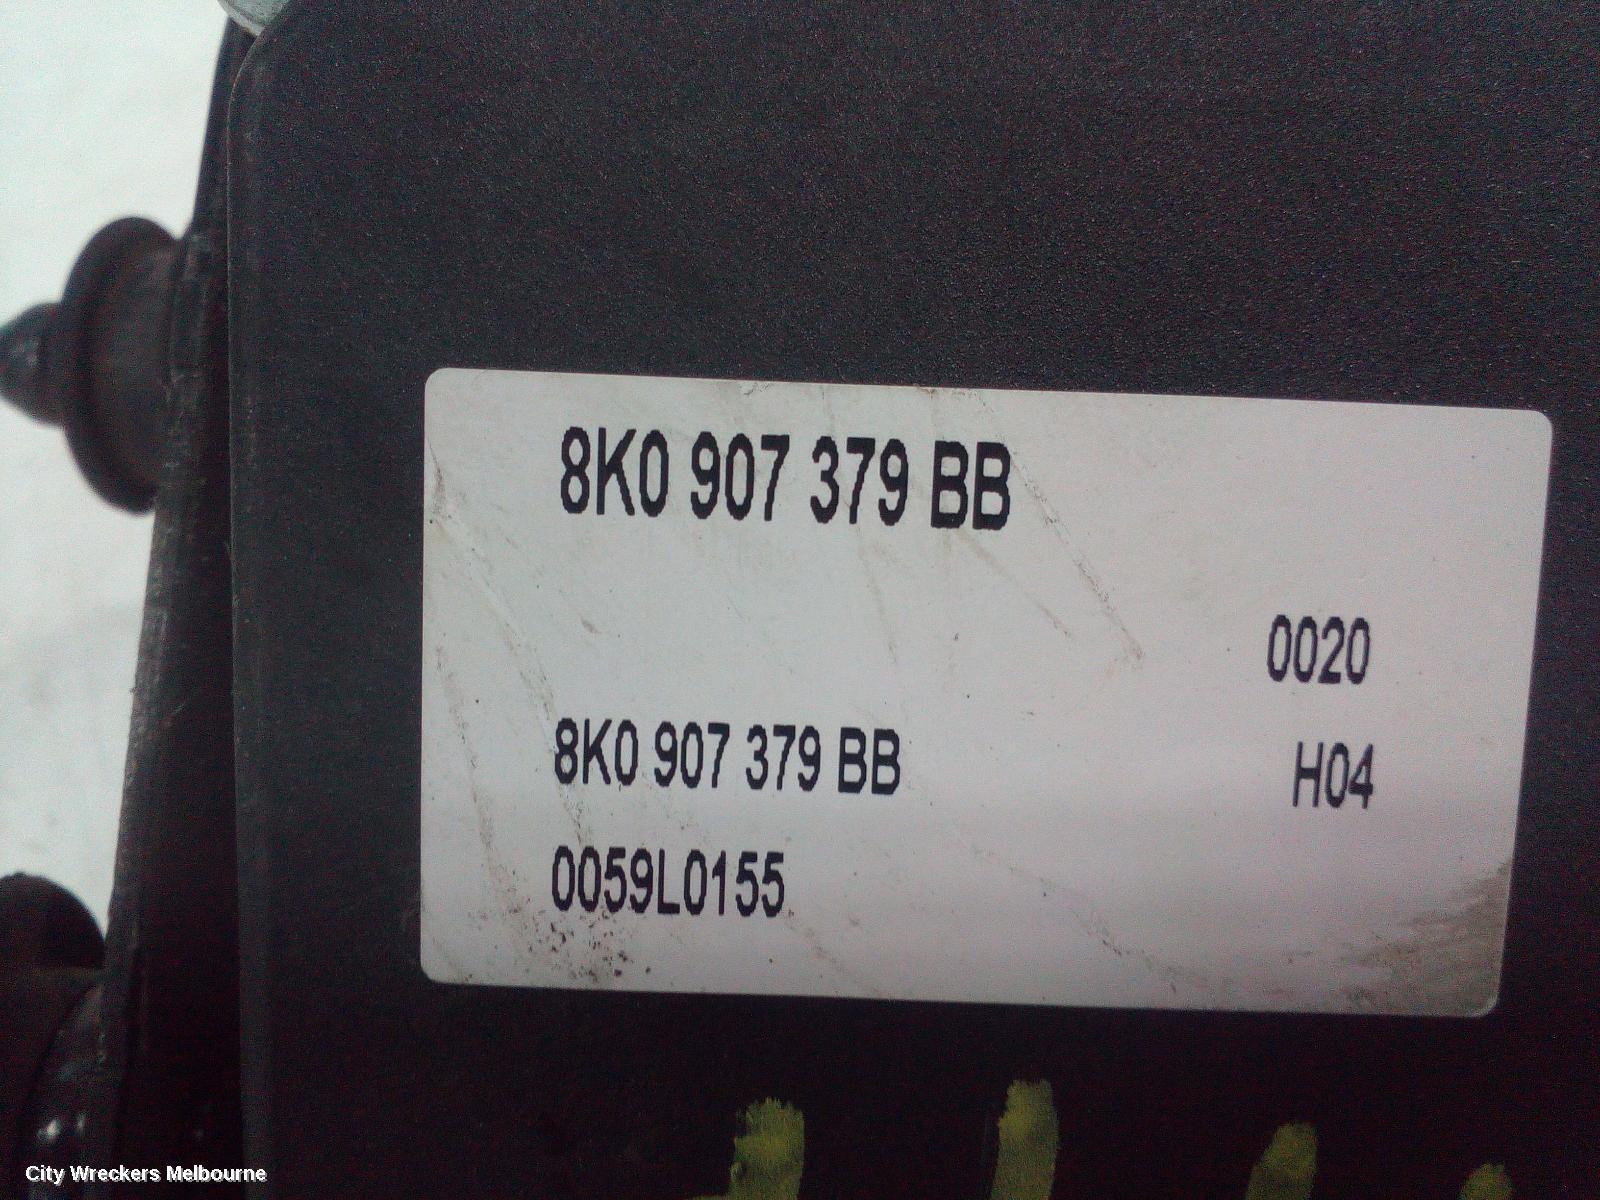 8K0 907 379 BB
0020
8K0 907 379 BB H04
0059L0155
City Wreckers Melbourne